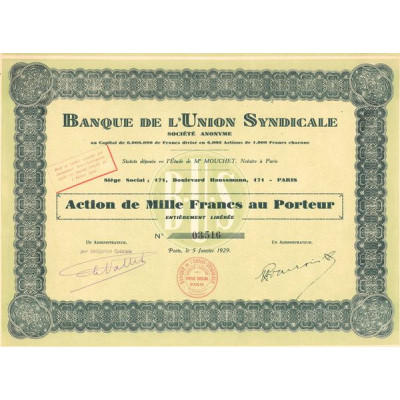 BANQUE DE L'UNION SYNDICALE
SOCIÉTÉ ANONYME
au Capital de 6.000.000 de Francs divisé en 6.000 Actions de 1.000 Francs chacune
Statuts déposés en l'Étude de Me MOUCHET, Notaire à Paris
Siège Social : 171, Boulevard Haussmann, 171 - PARIS
Action de Mille Francs au Porteur
ENTIÈREMENT LIBÉRÉE
N° 03516
UN ADMINISTRATEUR,
Paris, le 5 Janvier 1929.
UN ADMINISTRATEUR,
par délégation spéciale